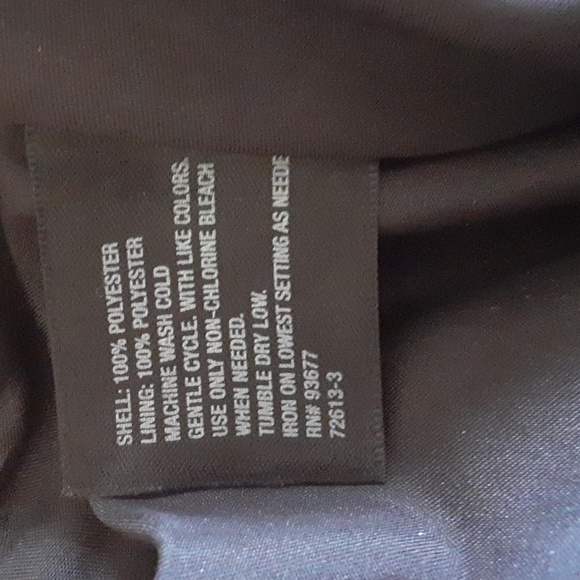 SHELL: 100% POLYESTER
LINING: 100% POLYESTER
MACHINE WASH COLD
GENTLE CYCLE. WITH LIKE COLORS.
USE ONLY NON-CHLORINE BLEACH
WHEN NEEDED.
TUMBLE DRY LOW.
IRON ON LOWEST SETTING AS NEEDE
RN# 93677
72613-3